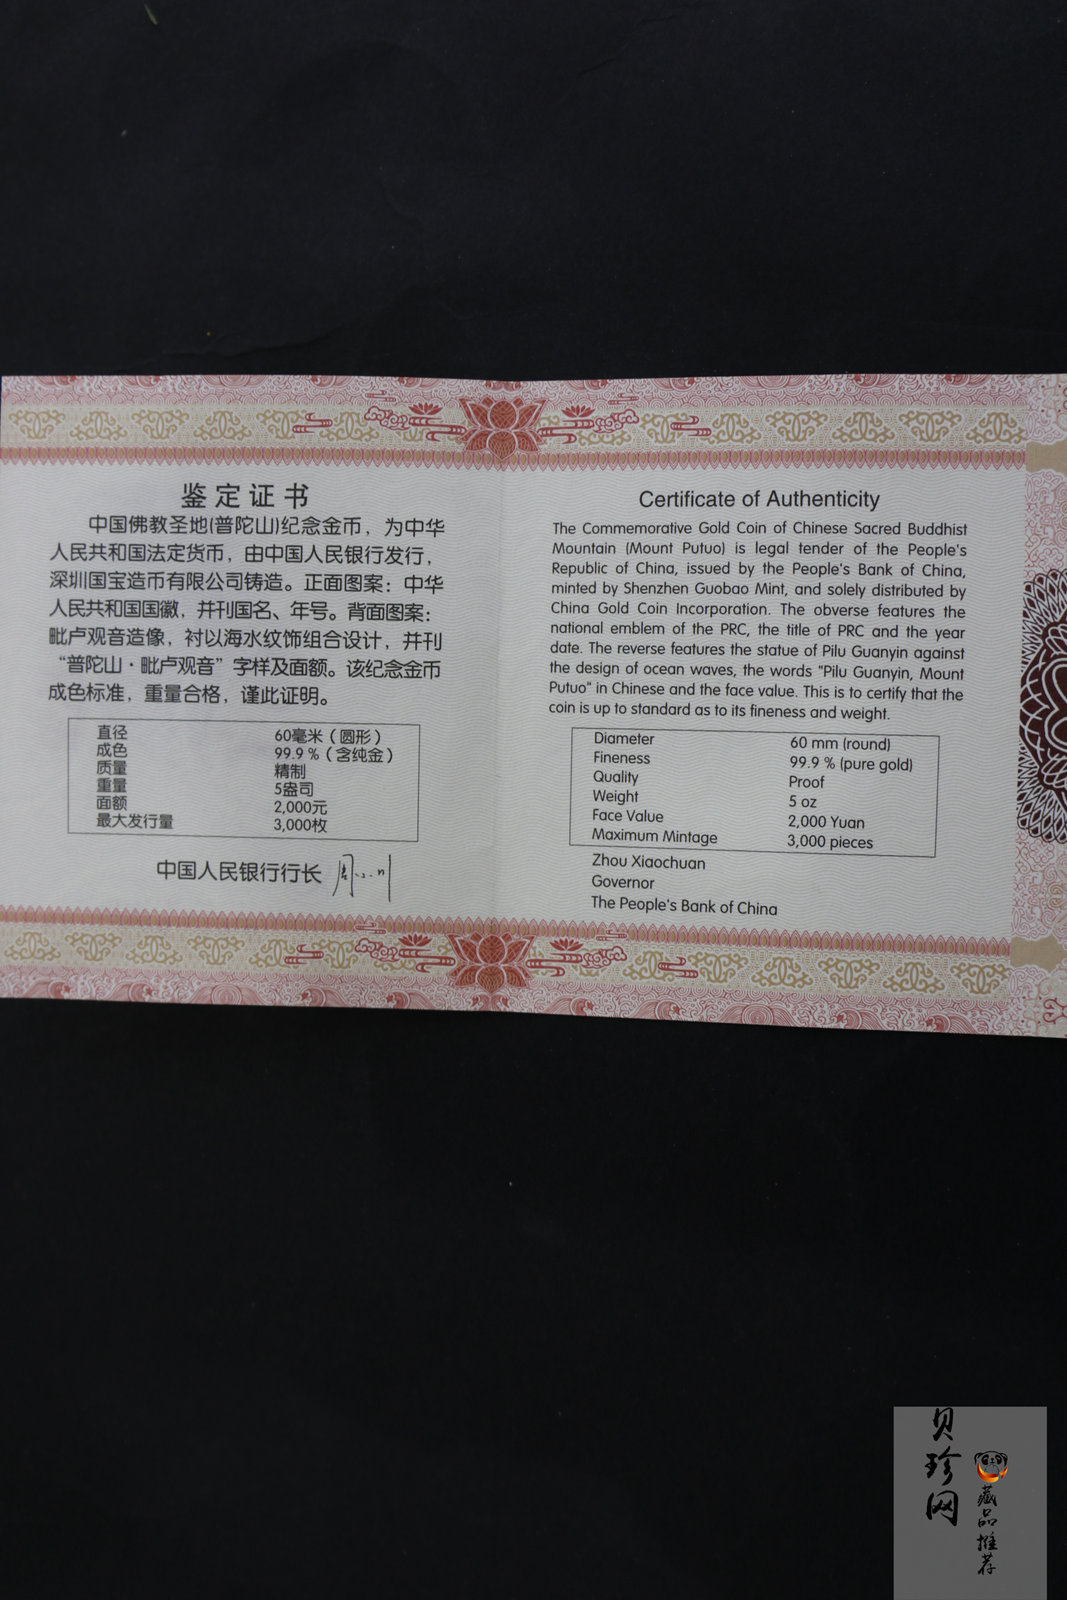 鉴定证书
中国佛教圣地(普陀山)纪念金币，为中华
人民共和国法定货币，由中国人民银行发行，
深圳国宝造币有限公司铸造。正面图案：中华
人民共和国国徽，并刊国名、年号。背面图案：
毗卢观音造像，衬以海水纹饰组合设计，并刊
“普陀山·毗卢观音”字样及面额。该纪念金币
成色标准，重量合格，谨此证明。
直径 60毫米（圆形）
成色 99.9 %（含纯金）
质量 精制
重量 5盎司
面额 2,000元
最大发行量 3,000枚
中国人民银行行长
Certificate of Authenticity
The Commemorative Gold Coin of Chinese Sacred Buddhist
Mountain (Mount Putuo) is legal tender of the People's
Republic of China, issued by the People's Bank of China,
minted by Shenzhen Guobao Mint, and solely distributed by
China Gold Coin Incorporation. The obverse features the
national emblem of the PRC, the title of PRC and the year
date. The reverse features the statue of Pilu Guanyin against
the design of ocean waves, the words "Pilu Guanyin, Mount
Putuo" in Chinese and the face value. This is to certify that the
coin is up to standard as to its fineness and weight.
Diameter 60 mm (round)
Fineness 99.9 % (pure gold)
Quality Proof
Weight 5 oz
Face Value 2,000 Yuan
Maximum Mintage 3,000 pieces
Zhou Xiaochuan
Governor
The People's Bank of China
贝珍网
藏品推荐